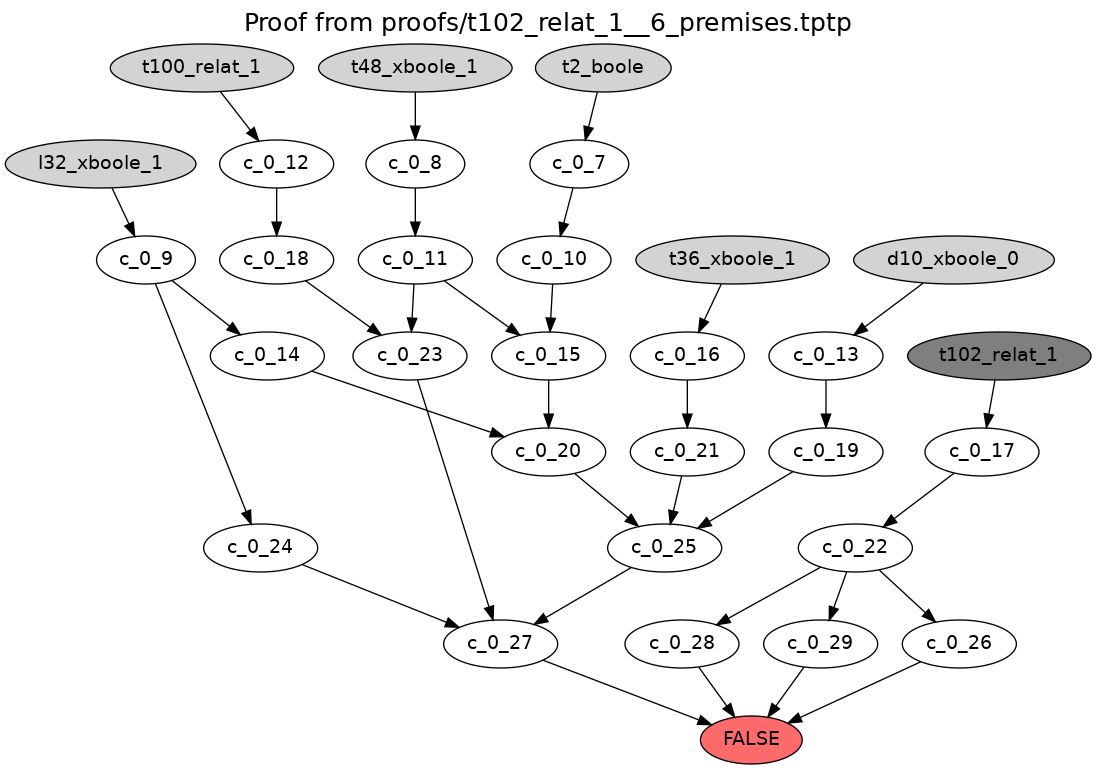 Proof from proofs/t102_relat_1__6_premises.tptp
t100_relat_1
t48_xboole_1
t2_boole
l32_xboole_1
c_0_12
c_0_8
c_0_7
c_0_9
c_0_18
c_0_11
c_0_10
t36_xboole_1
d10_xboole_0
c_0_14
c_0_23
c_0_15
c_0_16
c_0_13
t102_relat_1
c_0_20
c_0_21
c_0_19
c_0_17
c_0_24
c_0_25
c_0_22
c_0_27
c_0_28
c_0_29
c_0_26
FALSE